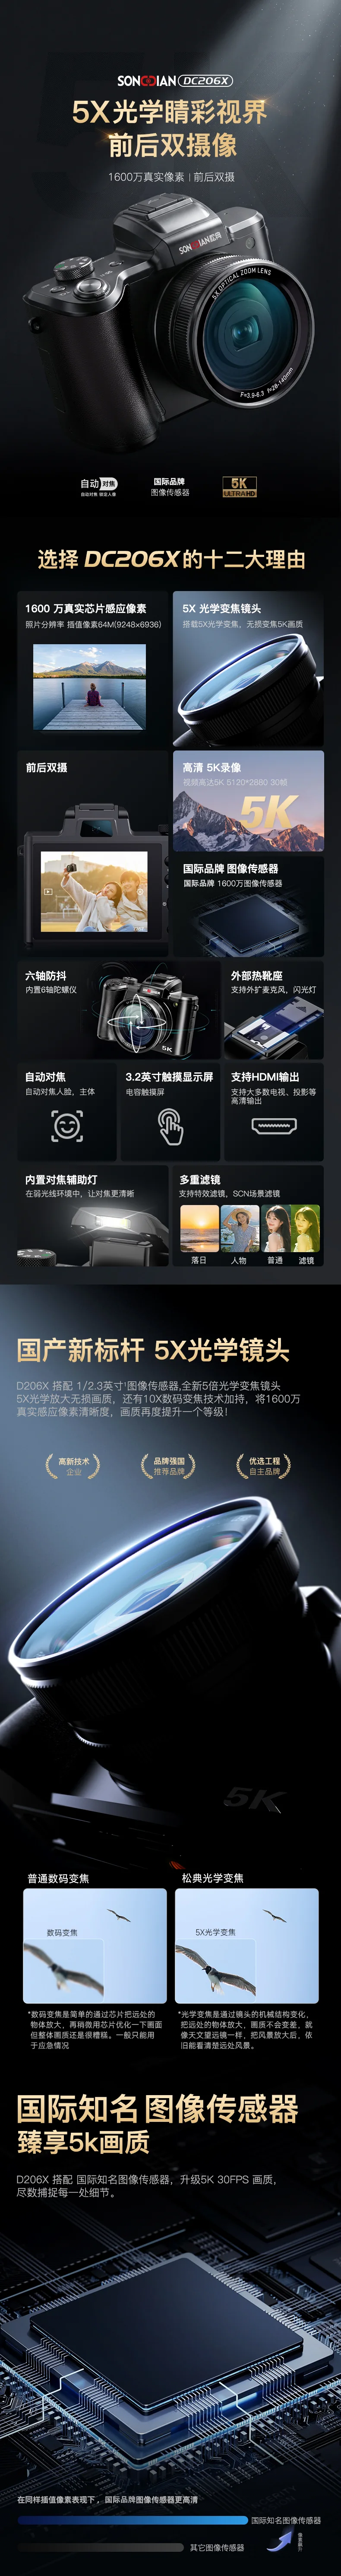 SONGDIAN DC206X
5X光学睛彩视界
前后双摄像
1600万真实像素 | 前后双摄
SONGDIAN松典
5X OPTICAL ZOOM LENS
F=3.9-6.3 f=28-140mm
自动 对焦
自动对焦 锁定人像
国际品牌
图像传感器
5K
ULTRAHD
选择 DC206X 的十二大理由
1600 万真实芯片感应像素
照片分辨率 插值像素64M(9248x6936)
5X 光学变焦镜头
搭载5X光学变焦，无损变焦5K画质
前后双摄
高清 5K录像
视频高达5K 5120*2880 30帧
5K
国际品牌 图像传感器
国际品牌 1600万图像传感器
六轴防抖
内置6轴陀螺仪
5K
外部热靴座
支持外扩麦克风，闪光灯
自动对焦
自动对焦人脸，主体
3.2英寸触摸显示屏
电容触摸屏
支持HDMI输出
支持大多数电视、投影等
高清输出
内置对焦辅助灯
在弱光线环境中，让对焦更清晰
多重滤镜
支持特效滤镜，SCN场景滤镜
落日
人物
普通
滤镜
国产新标杆 5X光学镜头
D206X 搭配 1/2.3英寸'图像传感器,全新5倍光学变焦镜头
5X光学放大无损画质，还有10X数码变焦技术加持，将1600万
真实感应像素清晰度，画质再度提升一个等级！
高新技术
企业
品牌强国
推荐品牌
优选工程
自主品牌
5K
普通数码变焦
松典光学变焦
数码变焦
5X光学变焦
*数码变焦是简单的通过芯片把远处的
物体放大，再稍微用芯片优化一下画面
但整体画质还是很糟糕。一般只能用
于应急情况
*光学变焦是通过镜头的机械结构变化，
把远处的物体放大，画质不会变差，就
像天文望远镜一样，把风景放大后，依
旧能看清楚远处风景。
国际知名 图像传感器
臻享5k画质
D206X 搭配 国际知名图像传感器，升级5K 30FPS 画质，
尽数捕捉每一处细节。
在同样插值像素表现下，国际品牌图像传感器更高清
国际知名图像传感器
其它图像传感器